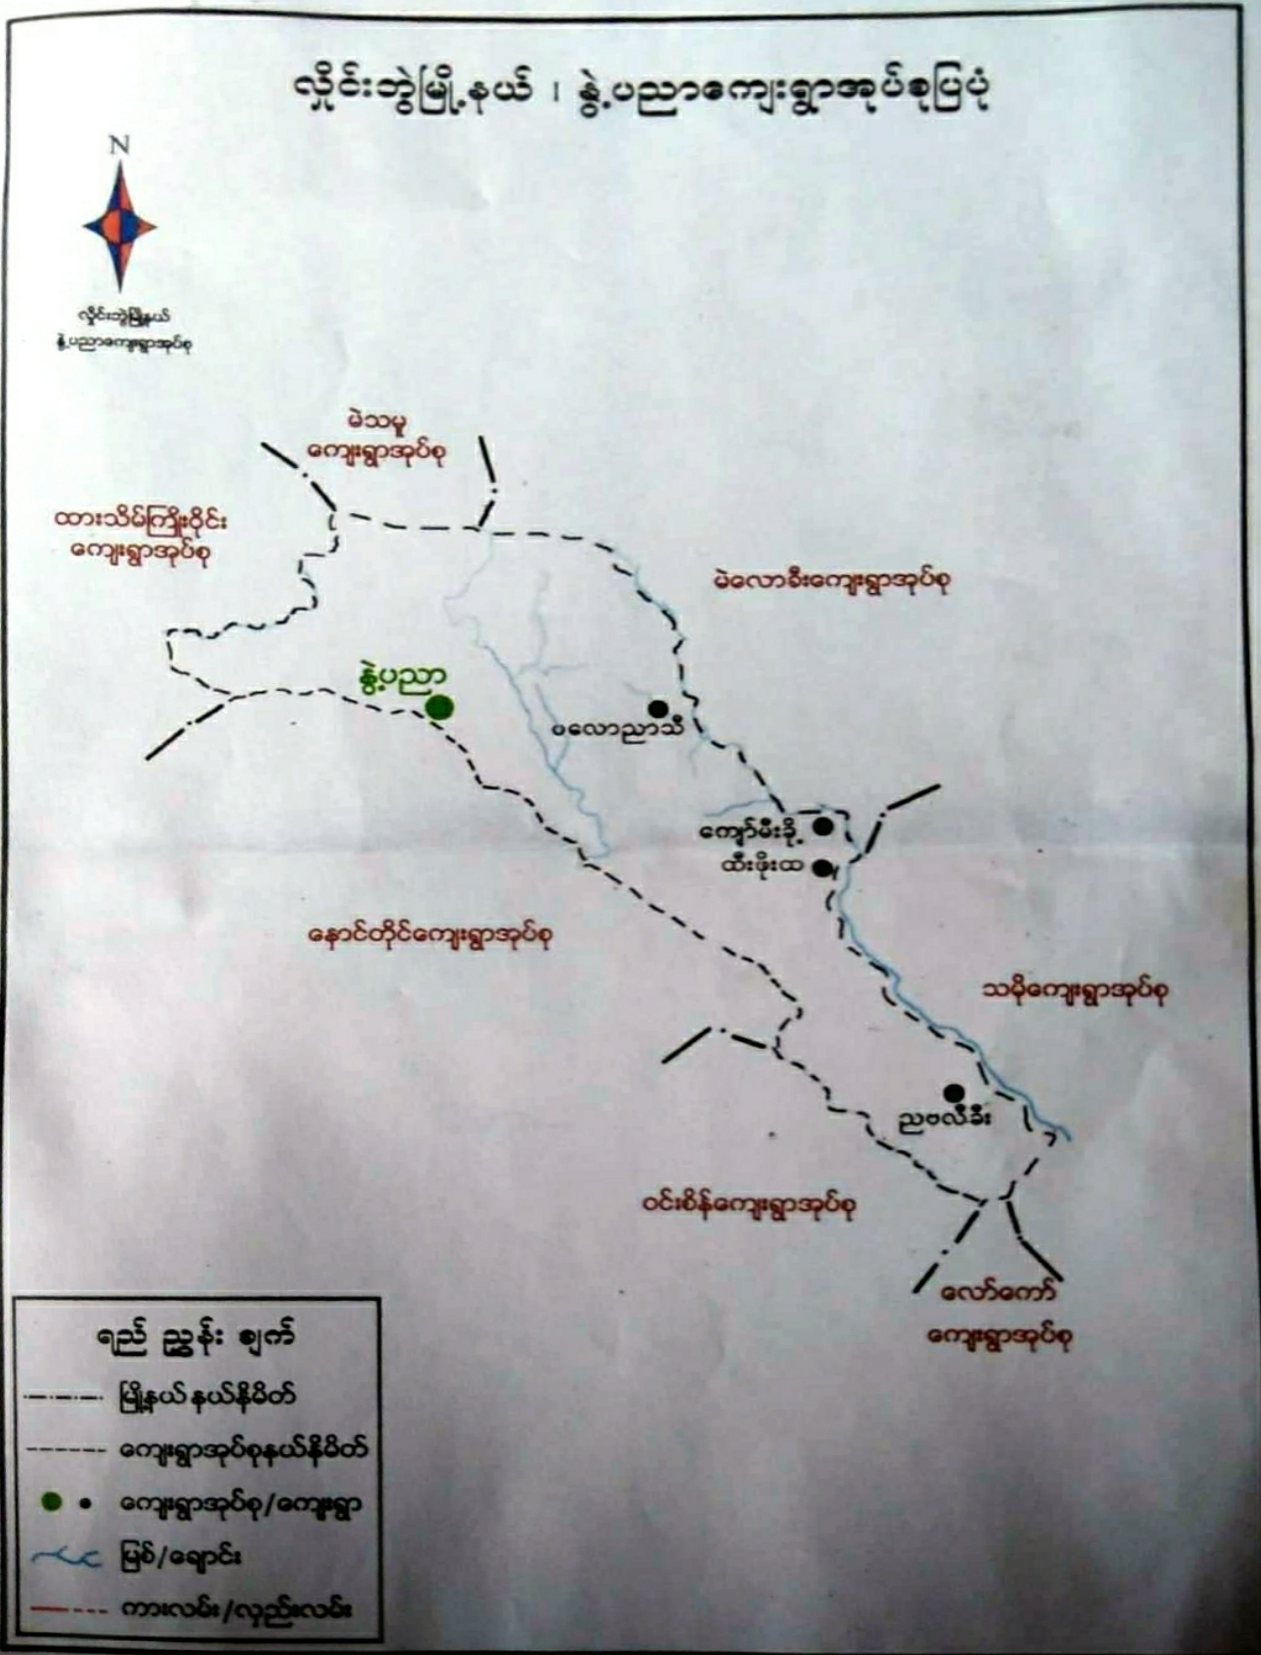 လှိုင်းဘွဲမြို့နယ် ၊ နွဲ့ပညာကျေးရွာအုပ်စုပြပုံ
N
လှိုင်းဘွဲမြို့နယ်
နွဲ့ပညာကျေးရွာအုပ်စု
မဲသမူ
ကျေးရွာအုပ်စု
ထားသိမ်ကြိုးဝိုင်း
ကျေးရွာအုပ်စု
မဲလောခီးကျေးရွာအုပ်စု
နွဲ့ပညာ
ပလောညာသီ
ကျော်မီးခို့
ထီးဖိုးထ
နောင်တိုင်ကျေးရွာအုပ်စု
သမိုကျေးရွာအုပ်စု
ညဗလီခီး
ဝင်းစိန်ကျေးရွာအုပ်စု
လော်ကော်
ကျေးရွာအုပ်စု
ရည် ညွှန်း ချက်
မြို့နယ် နယ်နိမိတ်
ကျေးရွာအုပ်စုနယ်နိမိတ်
ကျေးရွာအုပ်စု/ကျေးရွာ
မြစ်/ချောင်း
ကားလမ်း/လှည်းလမ်း